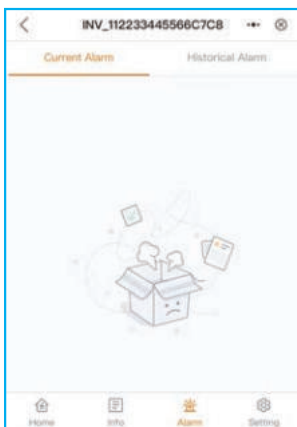 INV_112233445566C7C8
Current Alarm Historical Alarm
Home Info Alarm Setting